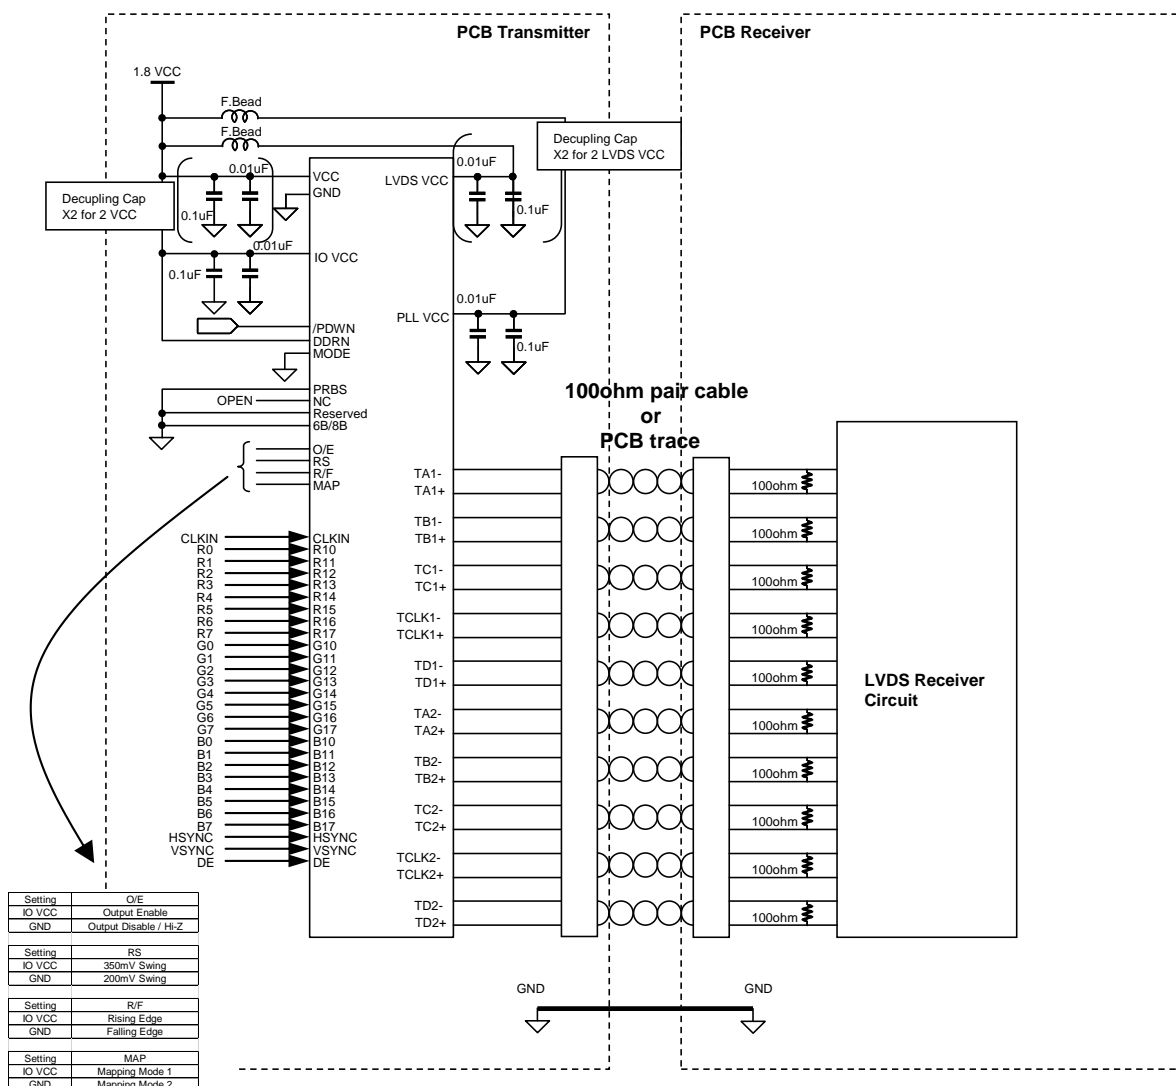 PCB Transmitter
PCB Receiver
1.8 VCC
F.Bead
F.Bead
Decupling Cap
X2 for 2 LVDS VCC
Decupling Cap
X2 for 2 VCC
0.01uF
0.1uF
VCC
GND
LVDS VCC
0.01uF
0.1uF
0.01uF
0.1uF
IO VCC
0.01uF
0.1uF
PLL VCC
/PDWN
DDRN
MODE
PRBS
OPEN
NC
Reserved
6B/8B
O/E
RS
R/F
MAP
100ohm pair cable
or
PCB trace
TA1-
TA1+
100ohm
TB1-
TB1+
100ohm
TC1-
TC1+
100ohm
TCLK1-
TCLK1+
100ohm
TD1-
TD1+
100ohm
TA2-
TA2+
100ohm
TB2-
TB2+
100ohm
TC2-
TC2+
100ohm
TCLK2-
TCLK2+
100ohm
TD2-
TD2+
100ohm
LVDS Receiver
Circuit
CLKIN CLKIN
R0 R10
R1 R11
R2 R12
R3 R13
R4 R14
R5 R15
R6 R16
R7 R17
G0 G10
G1 G11
G2 G12
G3 G13
G4 G14
G5 G15
G6 G16
G7 G17
B0 B10
B1 B11
B2 B12
B3 B13
B4 B14
B5 B15
B6 B16
B7 B17
HSYNC HSYNC
VSYNC VSYNC
DE DE
GND GND
Setting O/E
IO VCC Output Enable
GND Output Disable / Hi-Z
Setting RS
IO VCC 350mV Swing
GND 200mV Swing
Setting R/F
IO VCC Rising Edge
GND Falling Edge
Setting MAP
IO VCC Mapping Mode 1
GND Mapping Mode 2